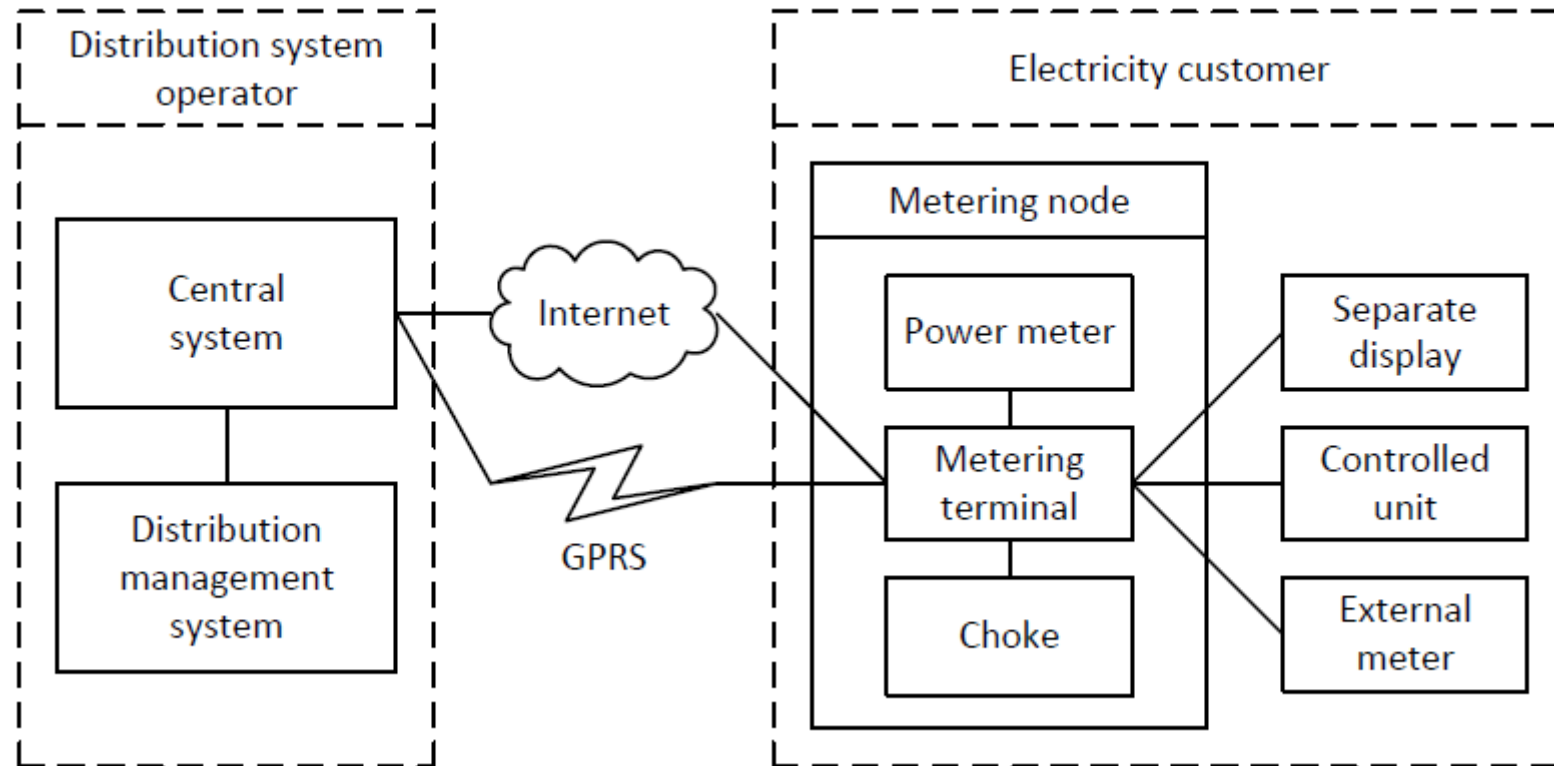 Distribution system
operator
Electricity customer
Central
system
Distribution
management
system
Internet
GPRS
Metering node
Power meter
Metering
terminal
Choke
Separate
display
Controlled
unit
External
meter